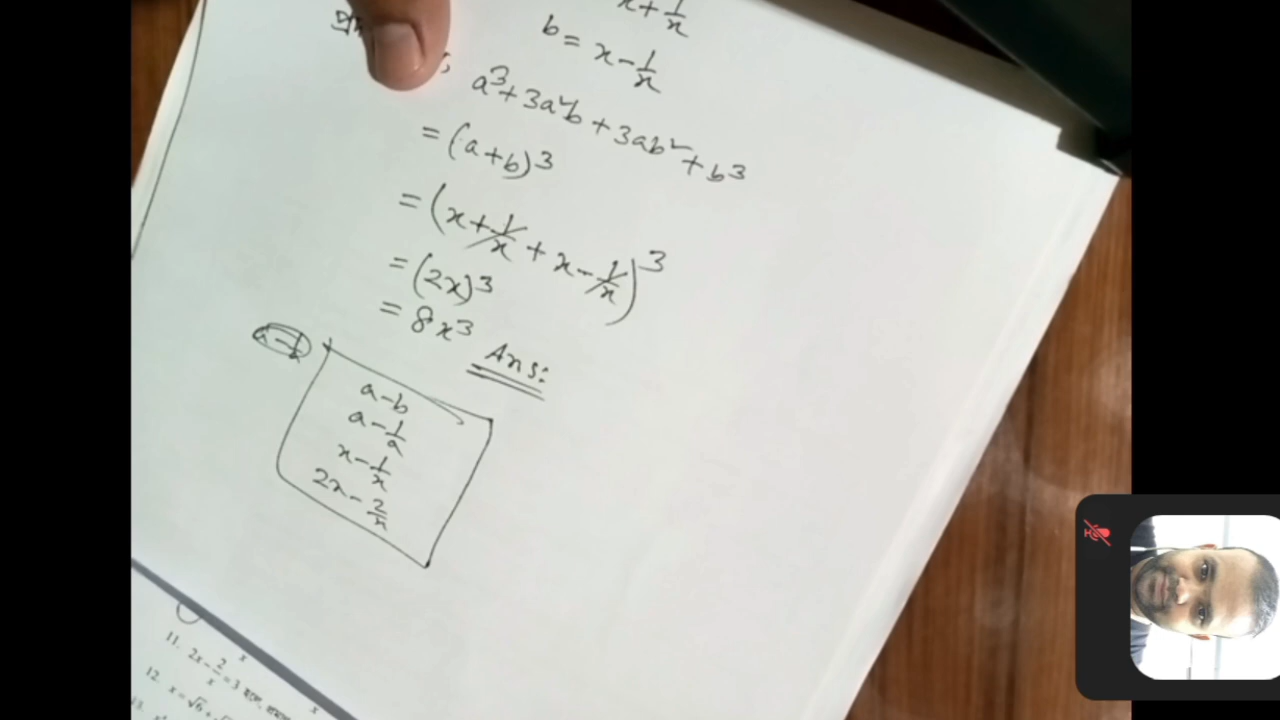 x + 1/x
b = x - 1/x
a³ + 3a²b + 3ab² + b³
= (a+b)³
= (x + 1/x + x - 1/x)³
= (2x)³
= 8x³ Ans:
a - b
a - 1/a
x - 1/x
2x - 2/x
11. 2x - 2/x = 3
12. x = √6 +
13.